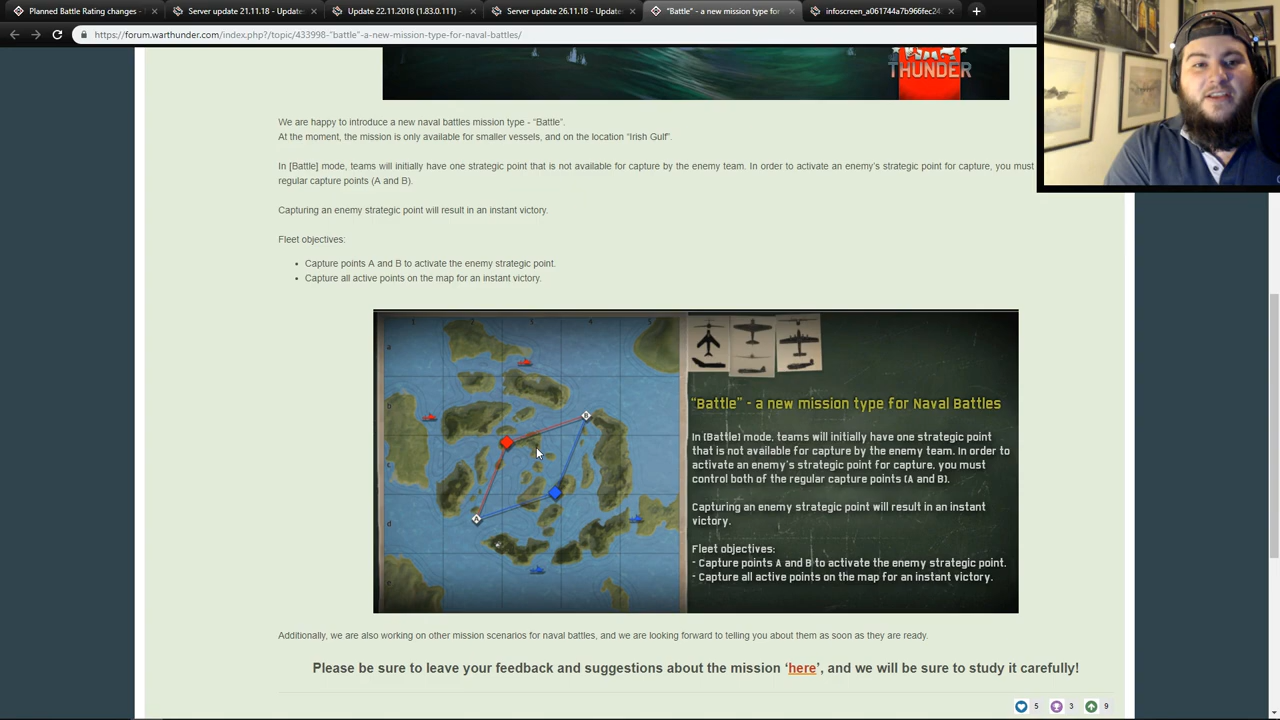 Planned Battle Rating changes
Server update 21.11.18 - Updates
Update 22.11.2018 (1.83.0.111)
Server update 26.11.18 - Update
"Battle" - a new mission type for
infoscreen_a061744a7b966fec24
https://forum.warthunder.com/index.php?/topic/433998-"battle"-a-new-mission-type-for-naval-battles/
THUNDER
We are happy to introduce a new naval battles mission type - "Battle".
At the moment, the mission is only available for smaller vessels, and on the location "Irish Gulf".
In [Battle] mode, teams will initially have one strategic point that is not available for capture by the enemy team. In order to activate an enemy's strategic point for capture, you must
regular capture points (A and B).
Capturing an enemy strategic point will result in an instant victory.
Fleet objectives:
• Capture points A and B to activate the enemy strategic point.
• Capture all active points on the map for an instant victory.
1 2 3 4 5
a
b
c
d
e
B
A
"Battle" - a new mission type for Naval Battles
In [Battle] mode, teams will initially have one strategic point
that is not available for capture by the enemy team. In order to
activate an enemy's strategic point for capture, you must
control both of the regular capture points (A and B).
Capturing an enemy strategic point will result in an instant
victory.
Fleet objectives:
- Capture points A and B to activate the enemy strategic point.
- Capture all active points on the map for an instant victory.
Additionally, we are also working on other mission scenarios for naval battles, and we are looking forward to telling you about them as soon as they are ready.
Please be sure to leave your feedback and suggestions about the mission 'here', and we will be sure to study it carefully!
5 3 9